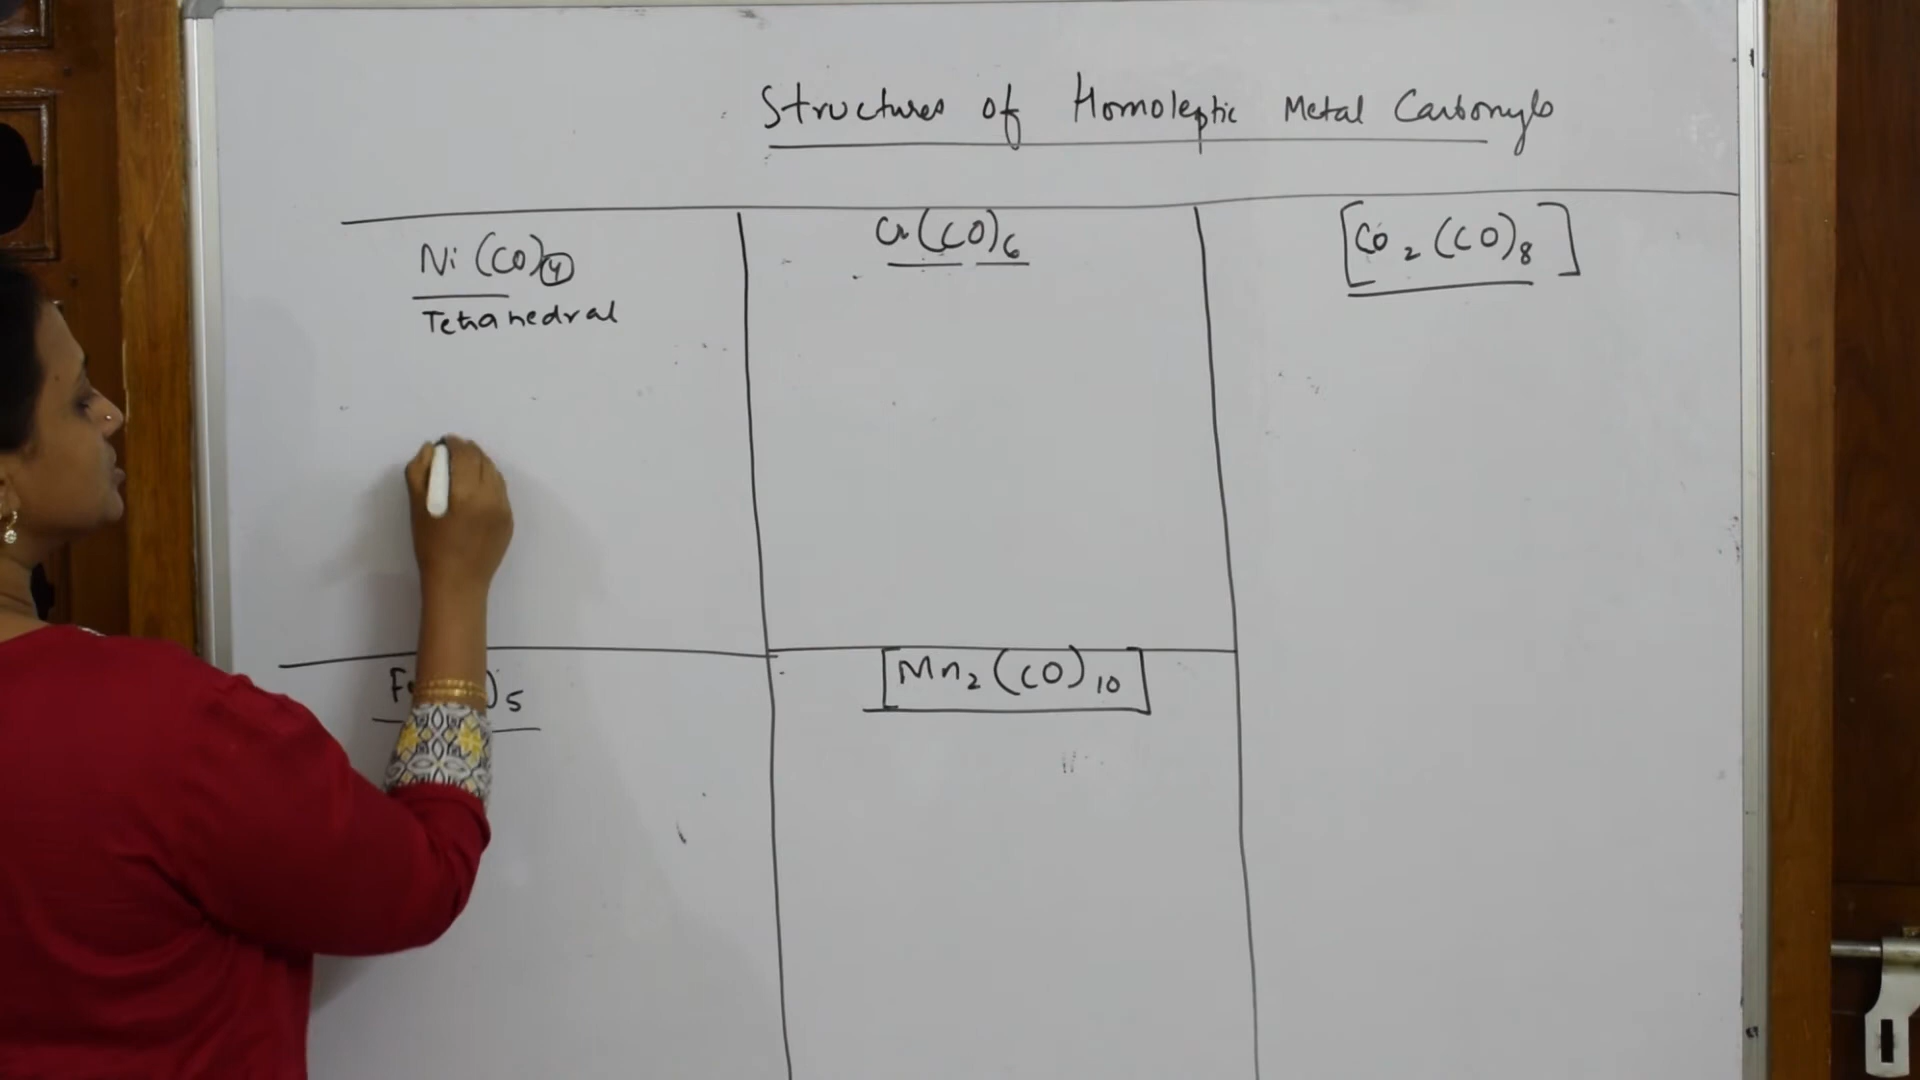 Structures of Homoleptic Metal Carbonyls
Ni (CO)4
Tetrahedral
Cr(CO)6
[Co2(CO)8]
)5
[Mn2(CO)10]